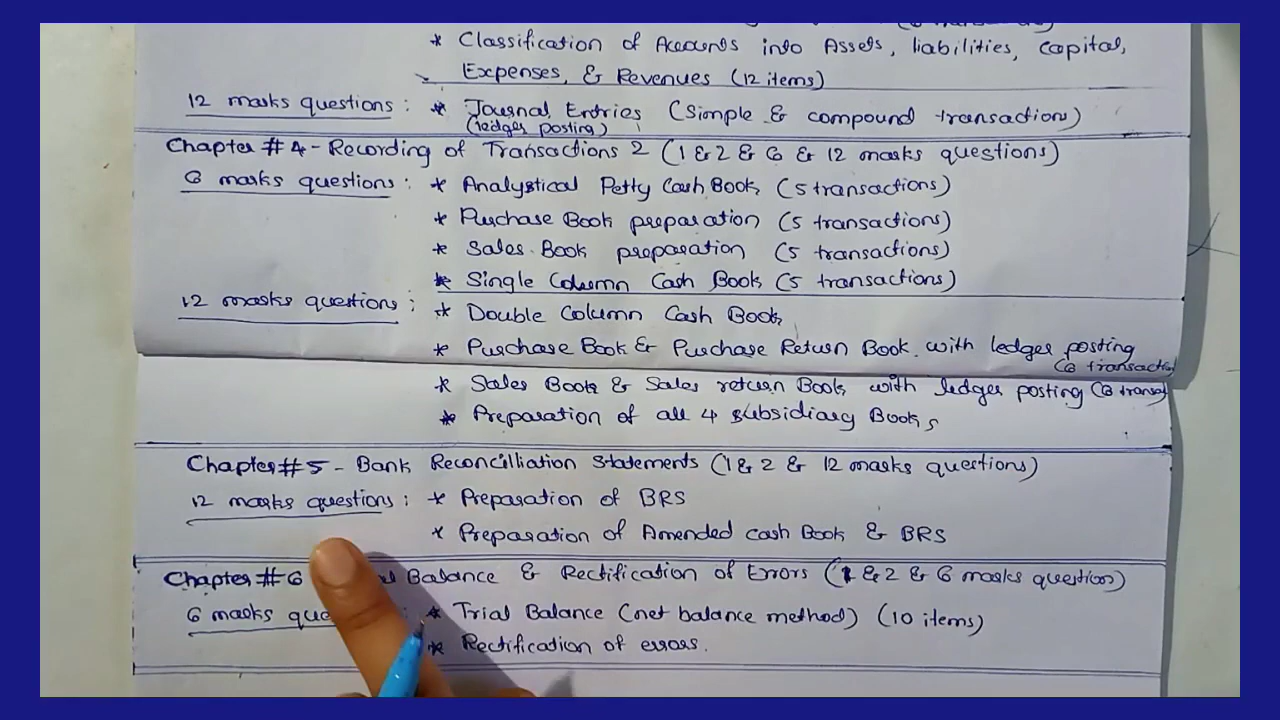 * Classification of Accounts into Assets, liabilities, Capital,
Expenses, & Revenues (12 items)
12 marks questions : * Journal Entries (Simple & compound transaction)
(ledger posting)
Chapter # 4 - Recording of Transactions 2 (1 & 2 & 6 & 12 marks questions)
6 marks questions : * Analytical Petty Cash Book (5 transactions)
* Purchase Book preparation (5 transactions)
* Sales Book preparation (5 transactions)
* Single Column Cash Book (5 transactions)
12 marks questions : * Double Column Cash Book
* Purchase Book & Purchase Return Book with ledger posting
(6 transaction
* Sales Book & Sales return Book with ledger posting (6 transa
* Preparation of all 4 subsidiary Books
Chapter # 5 - Bank Reconcilliation Statements (1 & 2 & 12 marks questions)
12 marks questions : * Preparation of BRS
* Preparation of Amended cash Book & BRS
Chapter # 6 Balance & Rectification of Errors (1 & 2 & 6 marks question)
6 marks que : * Trial Balance (net balance method) (10 items)
* Rectification of errors.